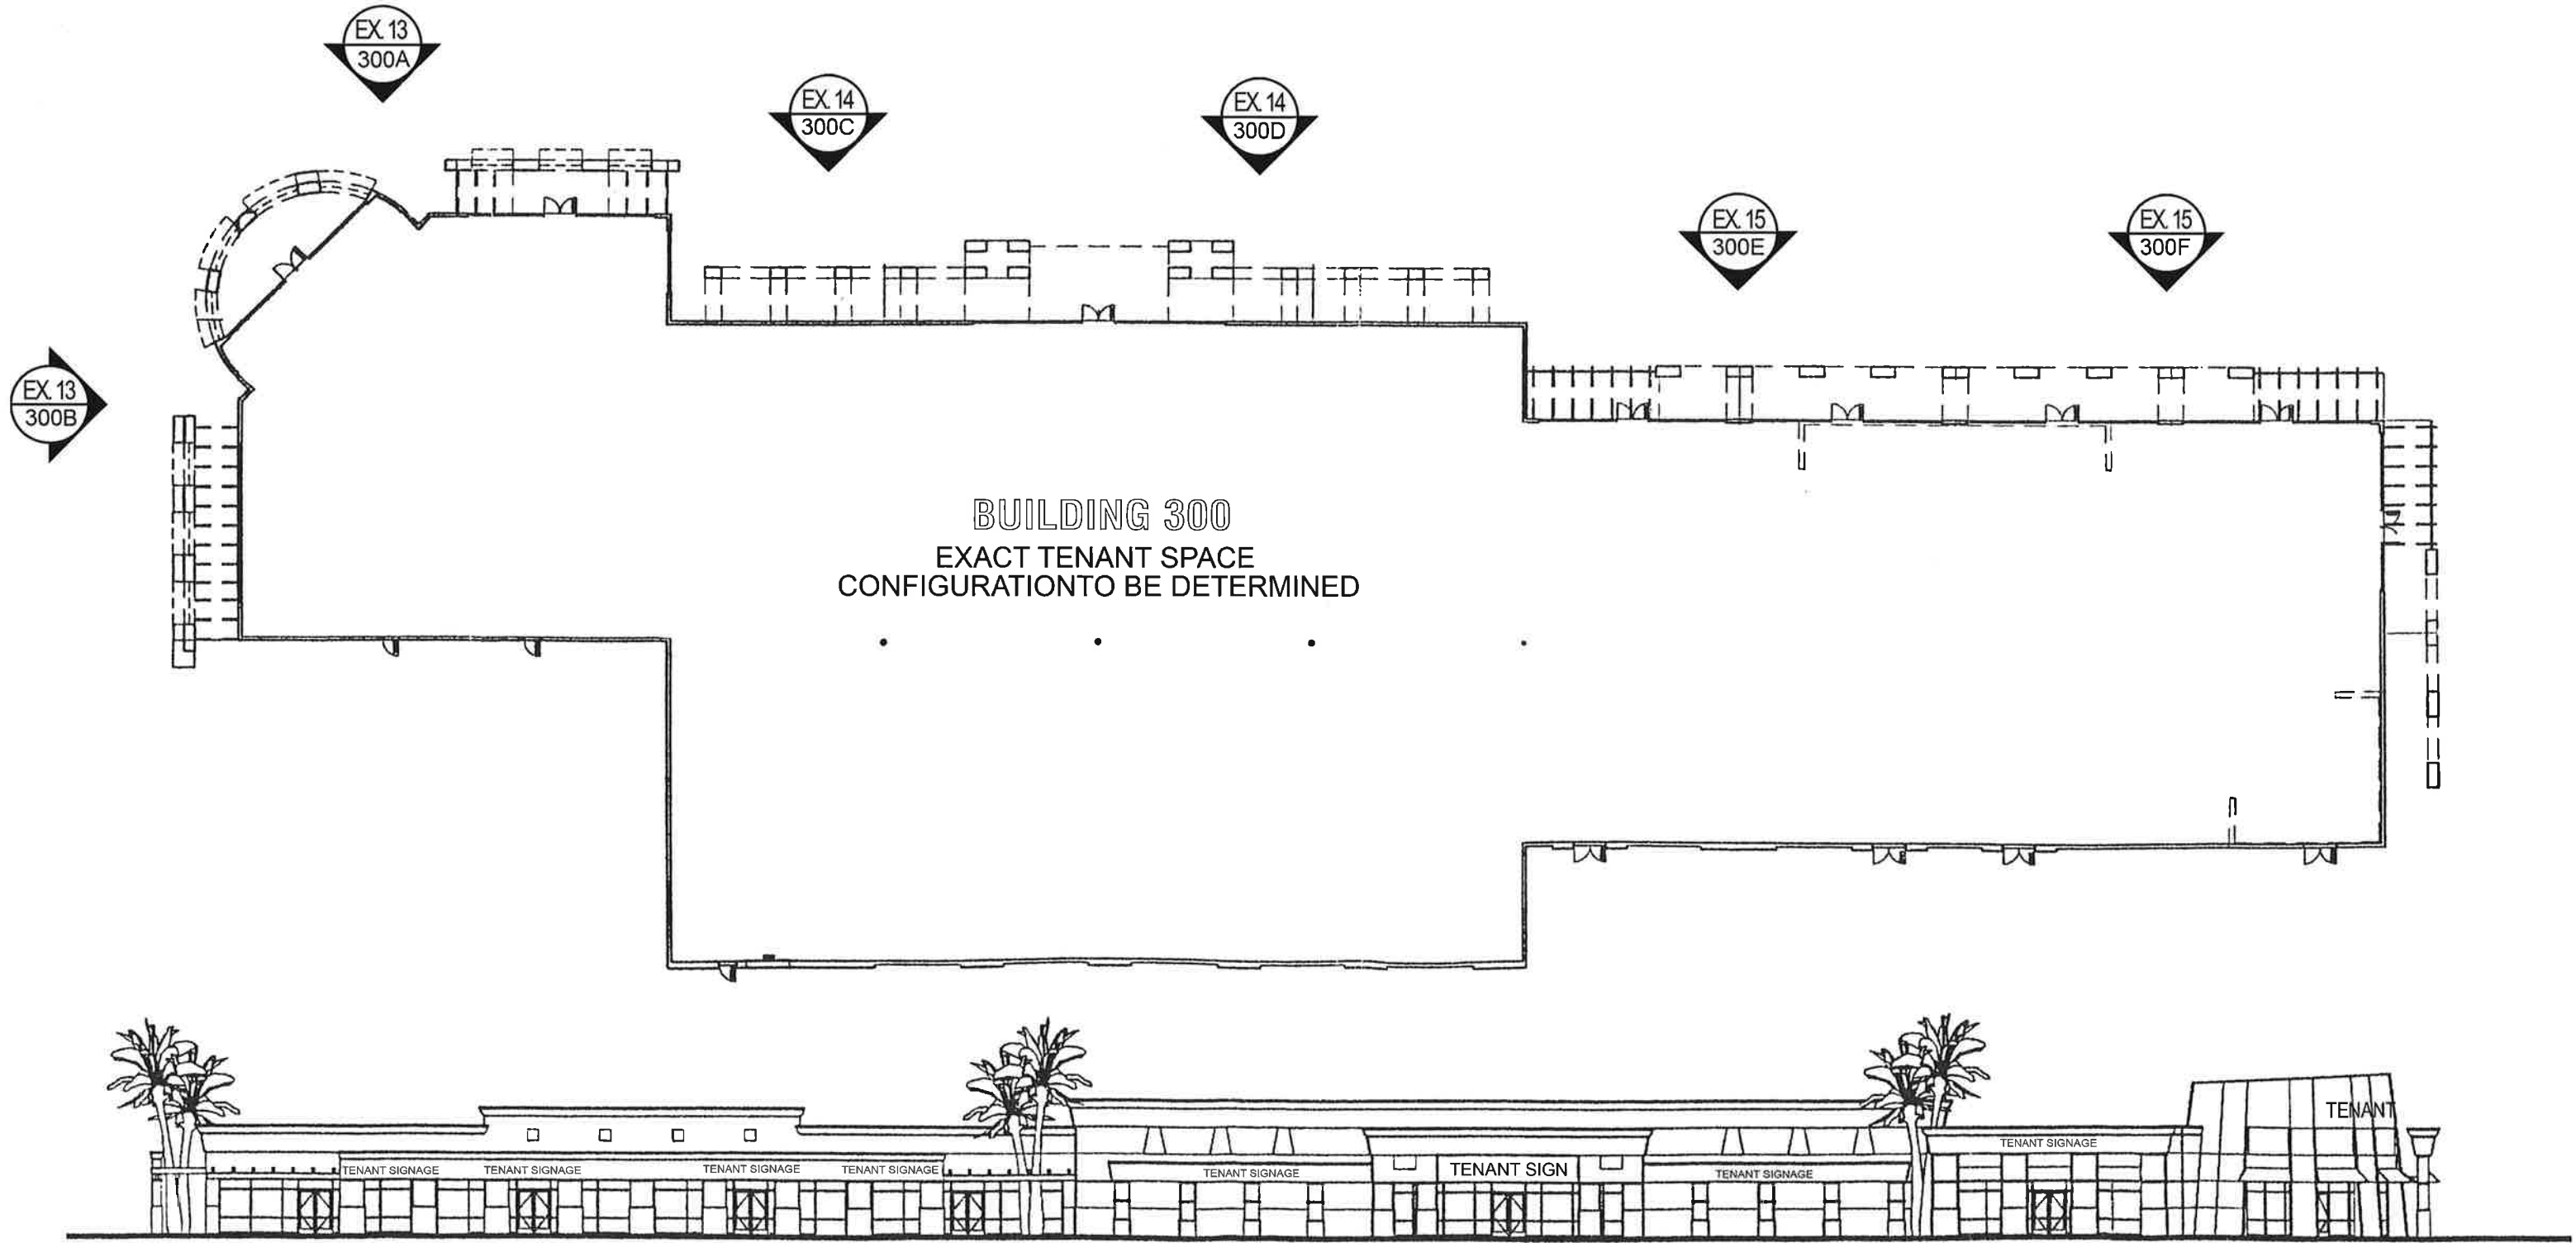 EX. 13
300A
EX. 14
300C
EX. 14
300D
EX. 15
300E
EX. 15
300F
EX. 13
300B
BUILDING 300
EXACT TENANT SPACE
CONFIGURATIONTO BE DETERMINED
TENANT
TENANT SIGNAGE
TENANT SIGNAGE
TENANT SIGNAGE
TENANT SIGNAGE
TENANT SIGNAGE
TENANT SIGNAGE
TENANT SIGN
TENANT SIGNAGE